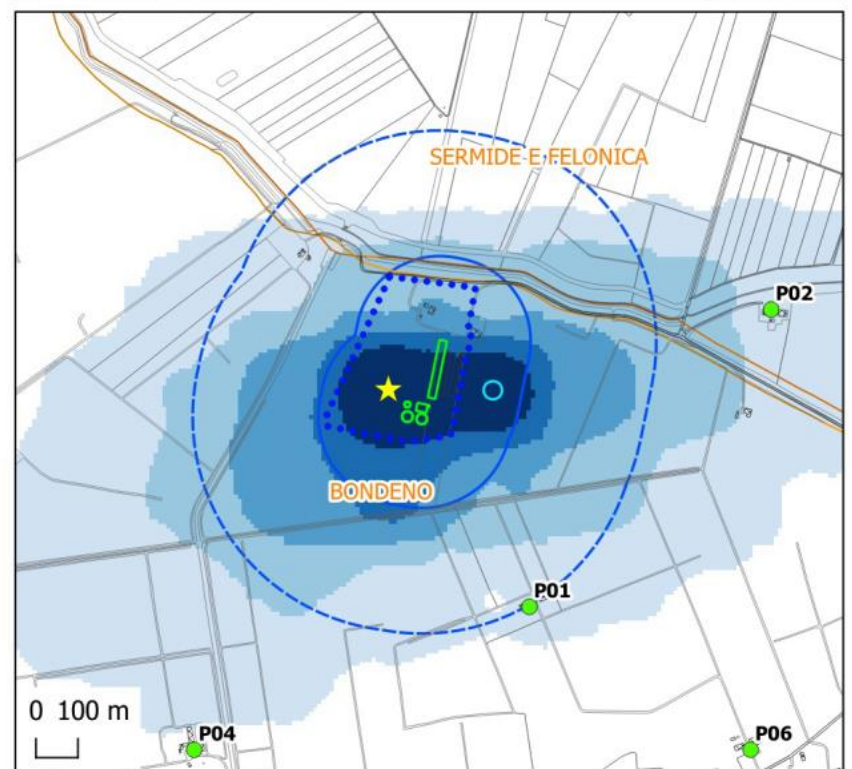 SERMIDE E FELONICA
P02
BONDENO
P01
0 100 m
P04
P06